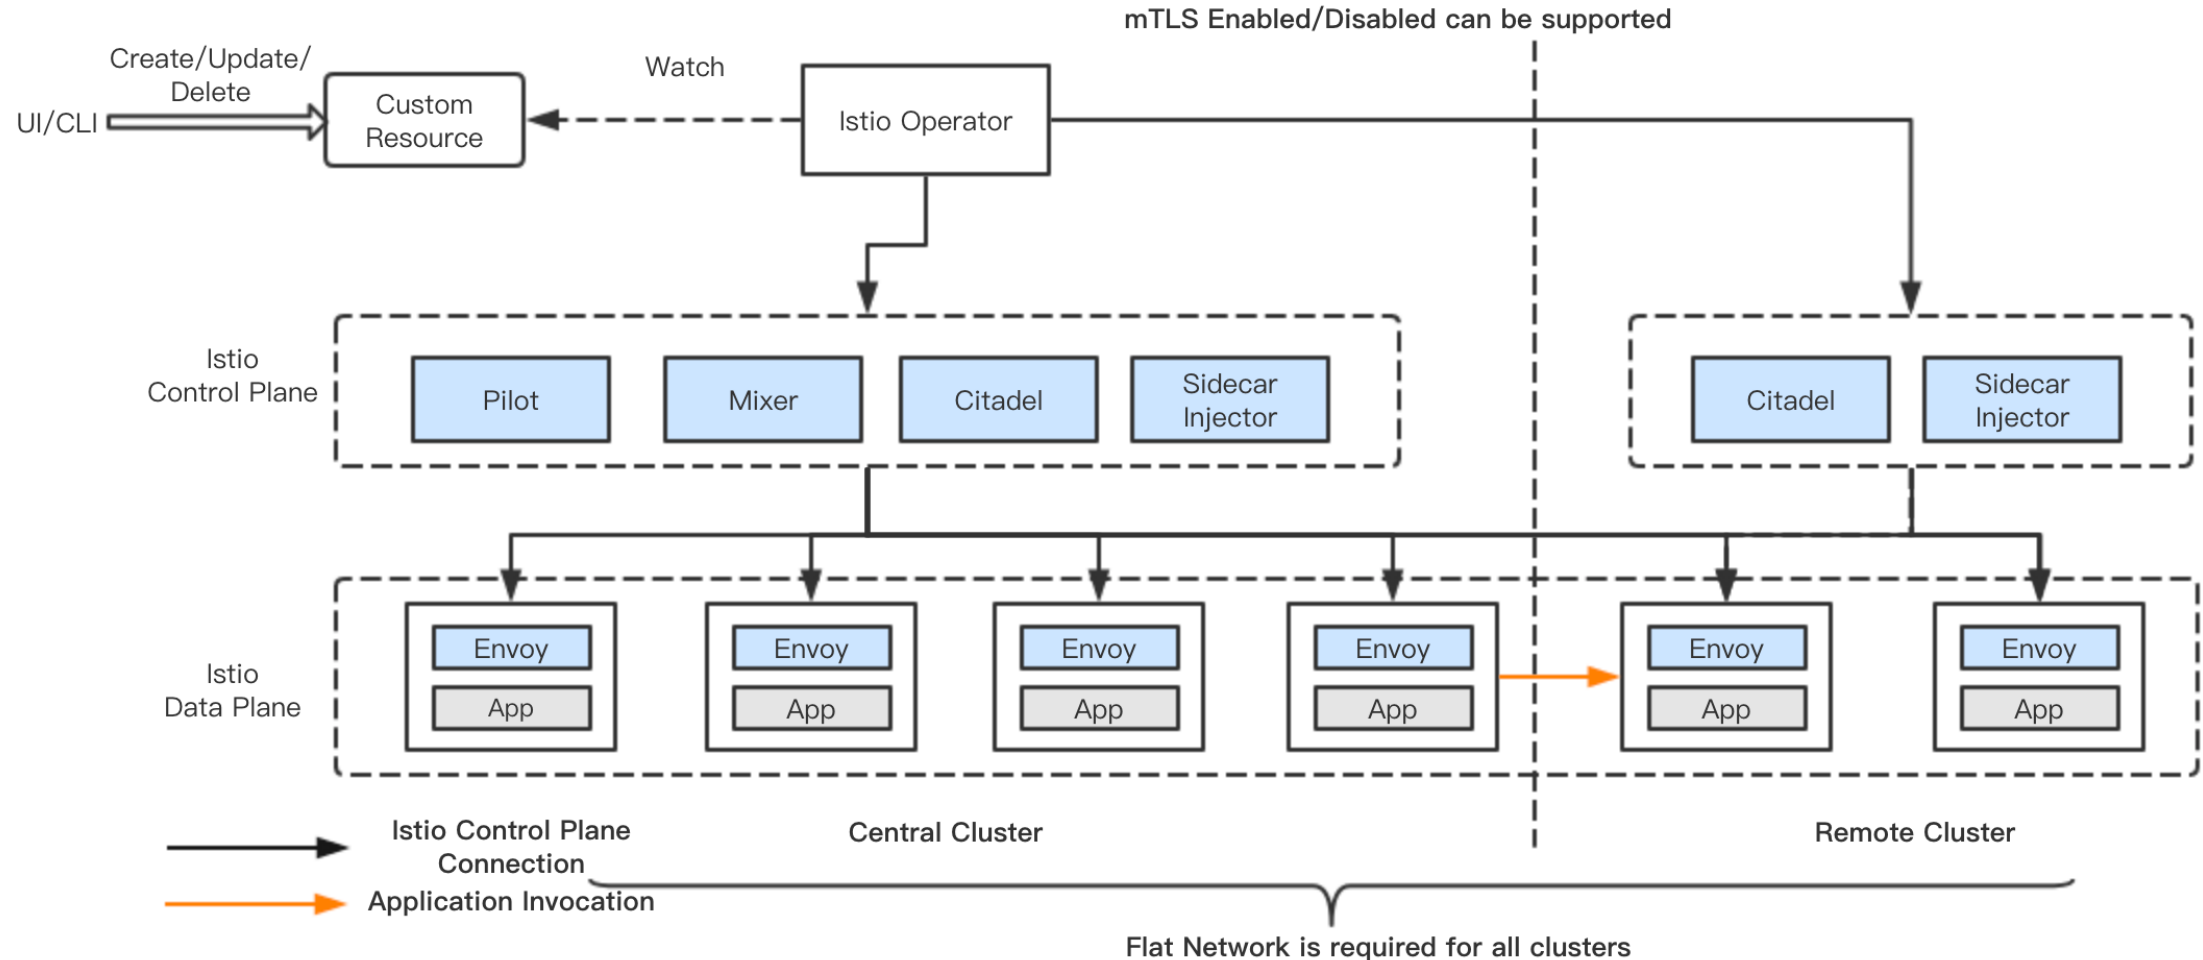 mTLS Enabled/Disabled can be supported
Create/Update/
Delete
UI/CLI
Custom
Resource
Watch
Istio Operator
Istio
Control Plane
Pilot
Mixer
Citadel
Sidecar
Injector
Citadel
Sidecar
Injector
Istio
Data Plane
Envoy
App
Envoy
App
Envoy
App
Envoy
App
Envoy
App
Envoy
App
Istio Control Plane
Connection
Application Invocation
Central Cluster
Remote Cluster
Flat Network is required for all clusters